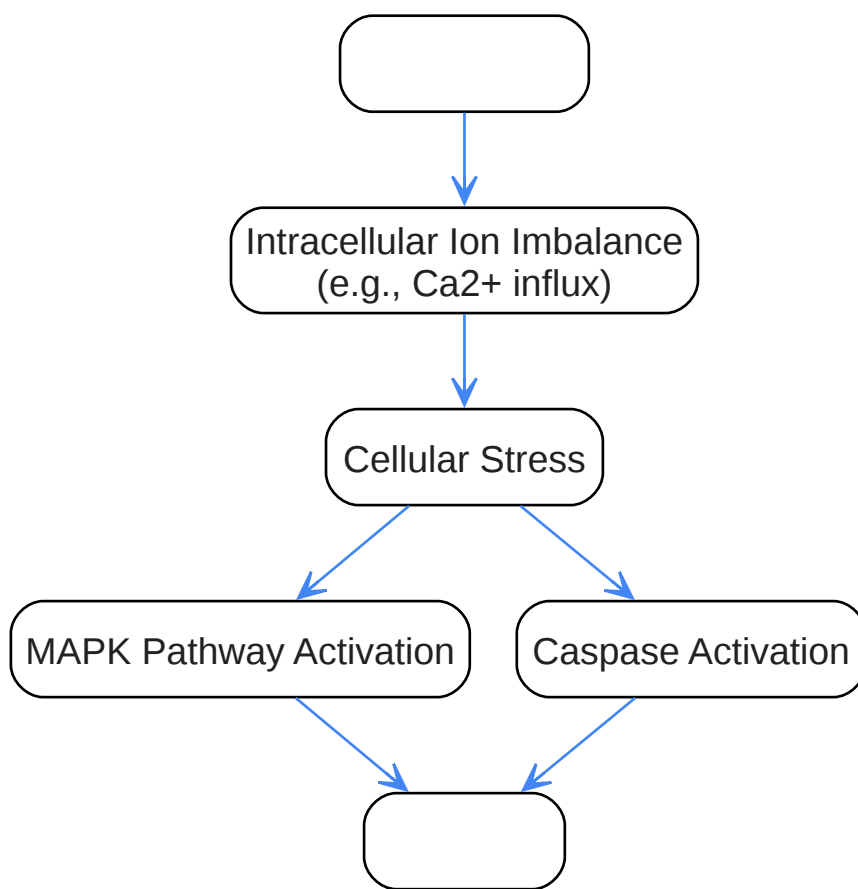 Intracellular Ion Imbalance
(e.g., Ca2+ influx)
Cellular Stress
MAPK Pathway Activation
Caspase Activation